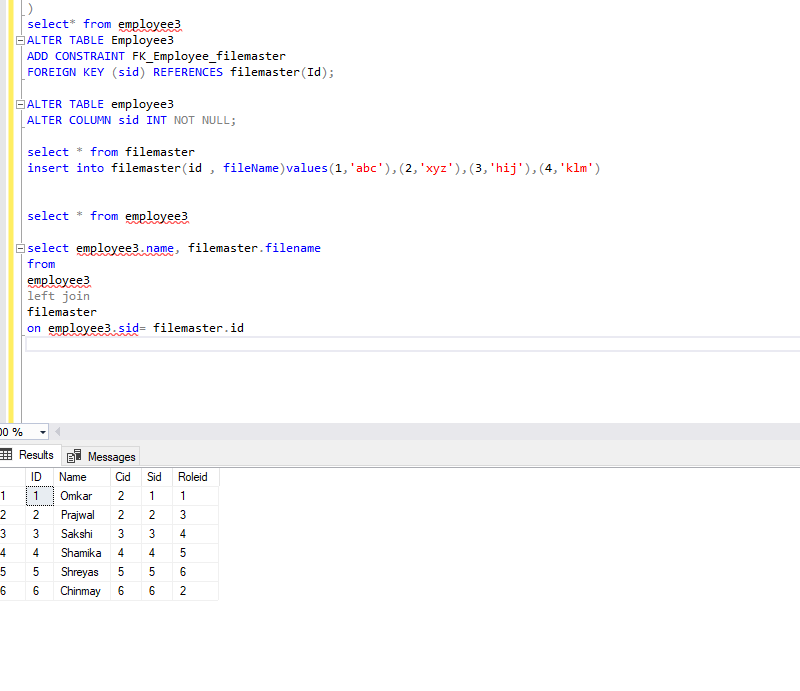 )
select* from employee3
ALTER TABLE Employee3
ADD CONSTRAINT FK_Employee_filemaster
FOREIGN KEY (sid) REFERENCES filemaster(Id);
ALTER TABLE employee3
ALTER COLUMN sid INT NOT NULL;
select * from filemaster
insert into filemaster(id , fileName)values(1,'abc'),(2,'xyz'),(3,'hij'),(4,'klm')
select * from employee3
select employee3.name, filemaster.filename
from
employee3
left join
filemaster
on employee3.sid= filemaster.id
00 %
Results Messages
ID Name Cid Sid Roleid
1 1 Omkar 2 1 1
2 2 Prajwal 2 2 3
3 3 Sakshi 3 3 4
4 4 Shamika 4 4 5
5 5 Shreyas 5 5 6
6 6 Chinmay 6 6 2